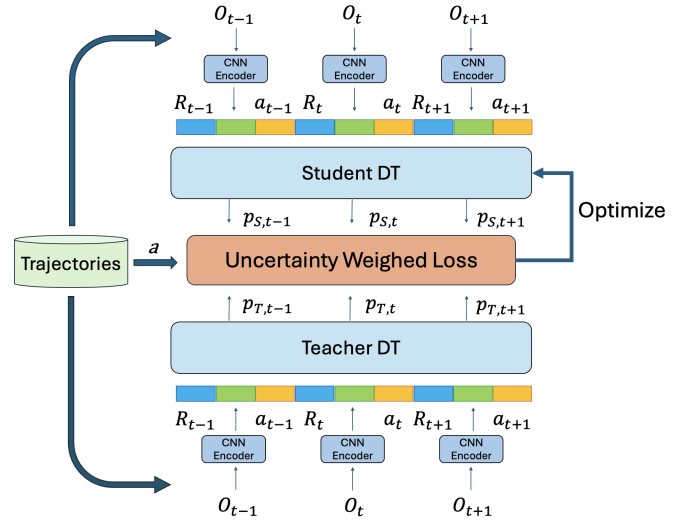 O_{t-1} O_t O_{t+1}
CNN Encoder CNN Encoder CNN Encoder
R_{t-1} a_{t-1} R_t a_t R_{t+1} a_{t+1}
Student DT
p_{S,t-1} p_{S,t} p_{S,t+1}
Optimize
Trajectories
a
Uncertainty Weighed Loss
p_{T,t-1} p_{T,t} p_{T,t+1}
Teacher DT
R_{t-1} a_{t-1} R_t a_t R_{t+1} a_{t+1}
CNN Encoder CNN Encoder CNN Encoder
O_{t-1} O_t O_{t+1}